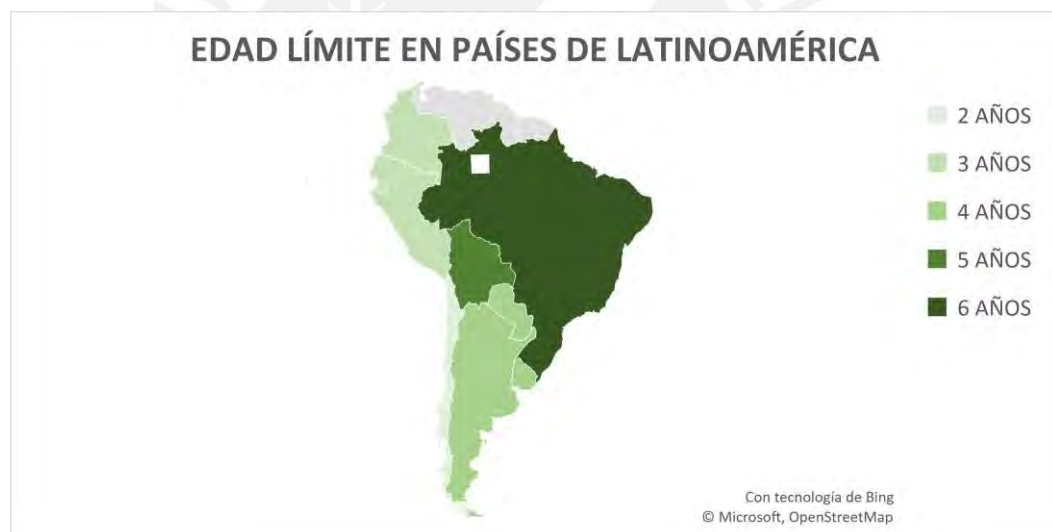 EDAD LÍMITE EN PAÍSES DE LATINOAMÉRICA
2 AÑOS
3 AÑOS
4 AÑOS
5 AÑOS
6 AÑOS
Con tecnología de Bing
© Microsoft, OpenStreetMap